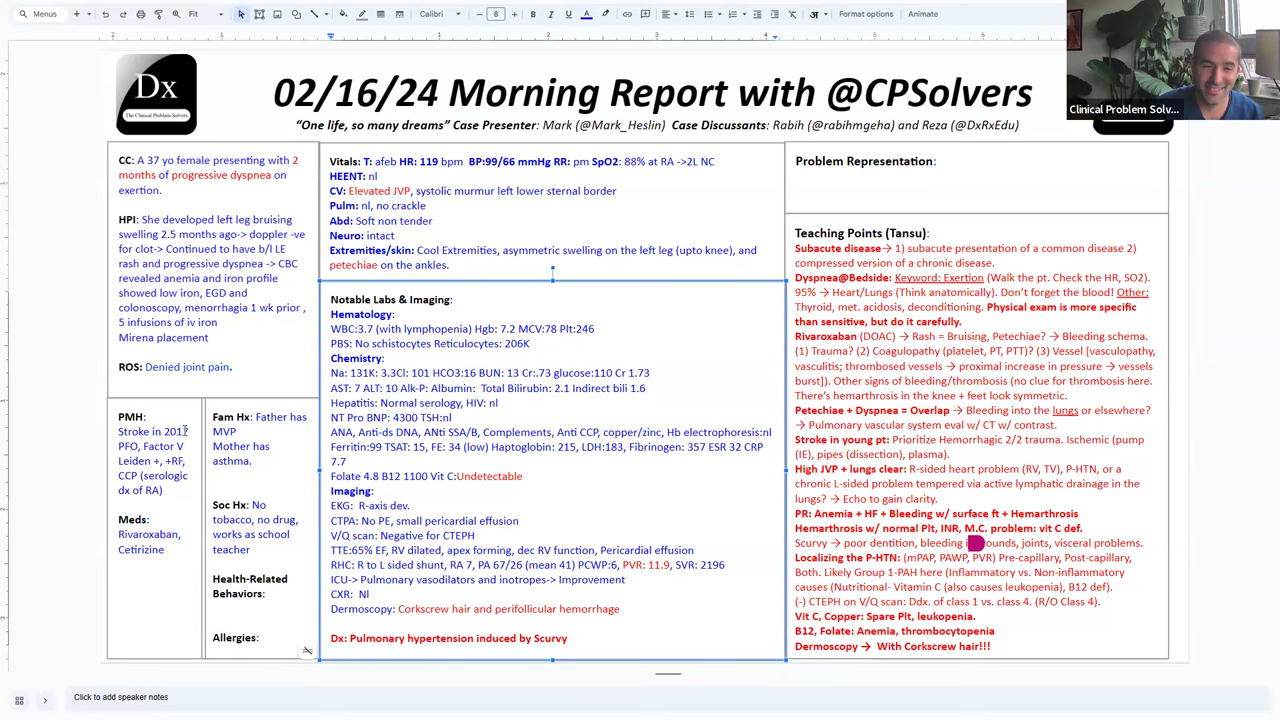 Menus
Fit
Calibri
8
B I U A
Format options
Animate
2 1 1 2 3 4 5 6
Clinical Problem Solv...
Dx
The Clinical Problem Solvers
02/16/24 Morning Report with @CPSolvers
“One life, so many dreams” Case Presenter: Mark (@Mark_Heslin) Case Discussants: Rabih (@rabihmgeha) and Reza (@DxRxEdu)
CC: A 37 yo female presenting with 2
months of progressive dyspnea on
exertion.
HPI: She developed left leg bruising
swelling 2.5 months ago-> doppler -ve
for clot-> Continued to have b/l LE
rash and progressive dyspnea -> CBC
revealed anemia and iron profile
showed low iron, EGD and
colonoscopy, menorrhagia 1 wk prior ,
5 infusions of iv iron
Mirena placement
ROS: Denied joint pain.
PMH:
Stroke in 2017
PFO, Factor V
Leiden +, +RF,
CCP (serologic
dx of RA)
Meds:
Rivaroxaban,
Cetirizine
Fam Hx: Father has
MVP
Mother has
asthma.
Soc Hx: No
tobacco, no drug,
works as school
teacher
Health-Related
Behaviors:
Allergies:
Vitals: T: afeb HR: 119 bpm BP:99/66 mmHg RR: pm SpO2: 88% at RA ->2L NC
HEENT: nl
CV: Elevated JVP, systolic murmur left lower sternal border
Pulm: nl, no crackle
Abd: Soft non tender
Neuro: intact
Extremities/skin: Cool Extremities, asymmetric swelling on the left leg (upto knee), and
petechiae on the ankles.
Notable Labs & Imaging:
Hematology:
WBC:3.7 (with lymphopenia) Hgb: 7.2 MCV:78 Plt:246
PBS: No schistocytes Reticulocytes: 206K
Chemistry:
Na: 131K: 3.3Cl: 101 HCO3:16 BUN: 13 Cr:.73 glucose:110 Cr 1.73
AST: 7 ALT: 10 Alk-P: Albumin: Total Bilirubin: 2.1 Indirect bili 1.6
Hepatitis: Normal serology, HIV: nl
NT Pro BNP: 4300 TSH:nl
ANA, Anti-ds DNA, ANti SSA/B, Complements, Anti CCP, copper/zinc, Hb electrophoresis:nl
Ferritin:99 TSAT: 15, FE: 34 (low) Haptoglobin: 215, LDH:183, Fibrinogen: 357 ESR 32 CRP
7.7
Folate 4.8 B12 1100 Vit C:Undetectable
Imaging:
EKG: R-axis dev.
CTPA: No PE, small pericardial effusion
V/Q scan: Negative for CTEPH
TTE:65% EF, RV dilated, apex forming, dec RV function, Pericardial effusion
RHC: R to L sided shunt, RA 7, PA 67/26 (mean 41) PCWP:6, PVR: 11.9, SVR: 2196
ICU-> Pulmonary vasodilators and inotropes-> Improvement
CXR: Nl
Dermoscopy: Corkscrew hair and perifollicular hemorrhage
Dx: Pulmonary hypertension induced by Scurvy
Problem Representation:
Teaching Points (Tansu):
Subacute disease→ 1) subacute presentation of a common disease 2)
compressed version of a chronic disease.
Dyspnea@Bedside: Keyword: Exertion (Walk the pt. Check the HR, SO2).
95% → Heart/Lungs (Think anatomically). Don’t forget the blood! Other:
Thyroid, met. acidosis, deconditioning. Physical exam is more specific
than sensitive, but do it carefully.
Rivaroxaban (DOAC) → Rash = Bruising, Petechiae? → Bleeding schema.
(1) Trauma? (2) Coagulopathy (platelet, PT, PTT)? (3) Vessel [vasculopathy,
vasculitis; thrombosed vessels → proximal increase in pressure → vessels
burst]). Other signs of bleeding/thrombosis (no clue for thrombosis here.
There’s hemarthrosis in the knee + feet look symmetric.
Petechiae + Dyspnea = Overlap → Bleeding into the lungs or elsewhere?
→ Pulmonary vascular system eval w/ CT w/ contrast.
Stroke in young pt: Prioritize Hemorrhagic 2/2 trauma. Ischemic (pump
(IE), pipes (dissection), plasma).
High JVP + lungs clear: R-sided heart problem (RV, TV), P-HTN, or a
chronic L-sided problem tempered via active lymphatic drainage in the
lungs? → Echo to gain clarity.
PR: Anemia + HF + Bleeding w/ surface ft + Hemarthrosis
Hemarthrosis w/ normal Plt, INR, M.C. problem: vit C def.
Scurvy → poor dentition, bleeding ounds, joints, visceral problems.
Localizing the P-HTN: (mPAP, PAWP, PVR) Pre-capillary, Post-capillary,
Both. Likely Group 1-PAH here (Inflammatory vs. Non-inflammatory
causes (Nutritional- Vitamin C (also causes leukopenia), B12 def).
(-) CTEPH on V/Q scan: Ddx. of class 1 vs. class 4. (R/O Class 4).
Vit C, Copper: Spare Plt, leukopenia.
B12, Folate: Anemia, thrombocytopenia
Dermoscopy → With Corkscrew hair!!!
Click to add speaker notes